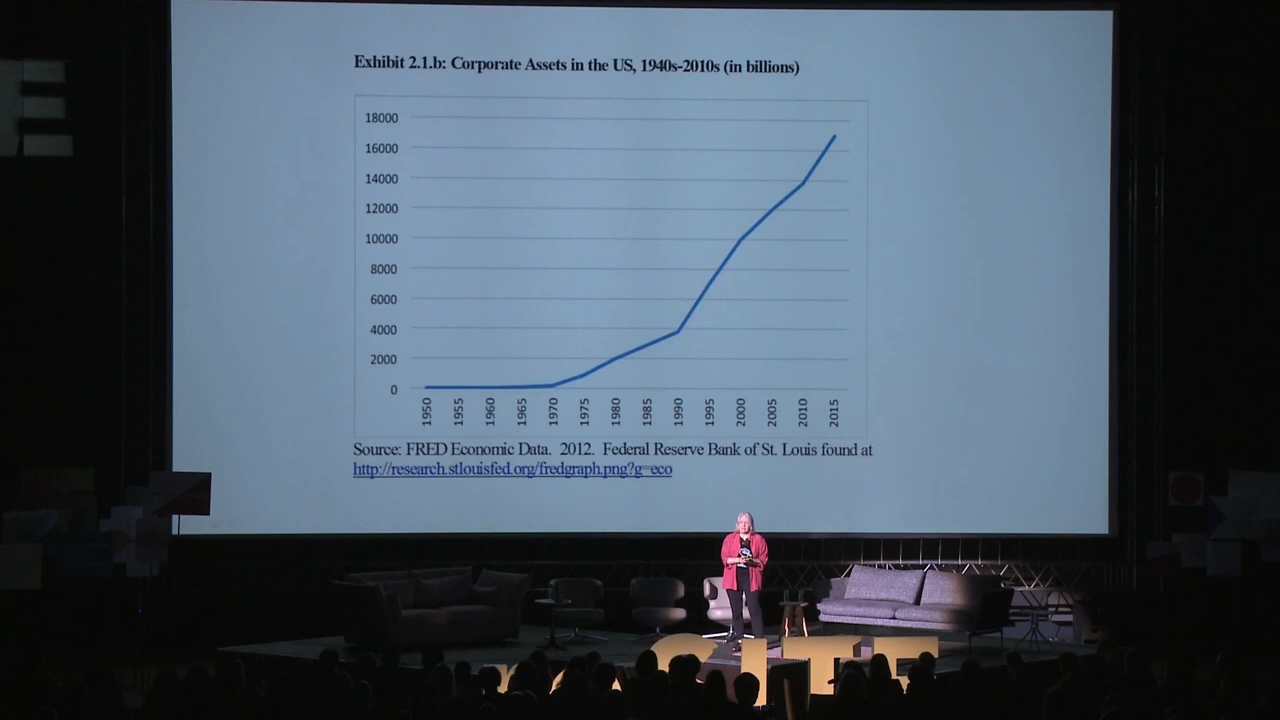 Exhibit 2.1.b: Corporate Assets in the US, 1940s-2010s (in billions)
18000
16000
14000
12000
10000
8000
6000
4000
2000
0
1950 1955 1960 1965 1970 1975 1980 1985 1990 1995 2000 2005 2010 2015
Source: FRED Economic Data. 2012. Federal Reserve Bank of St. Louis found at
http://research.stlouisfed.org/fredgraph.png?g=eco